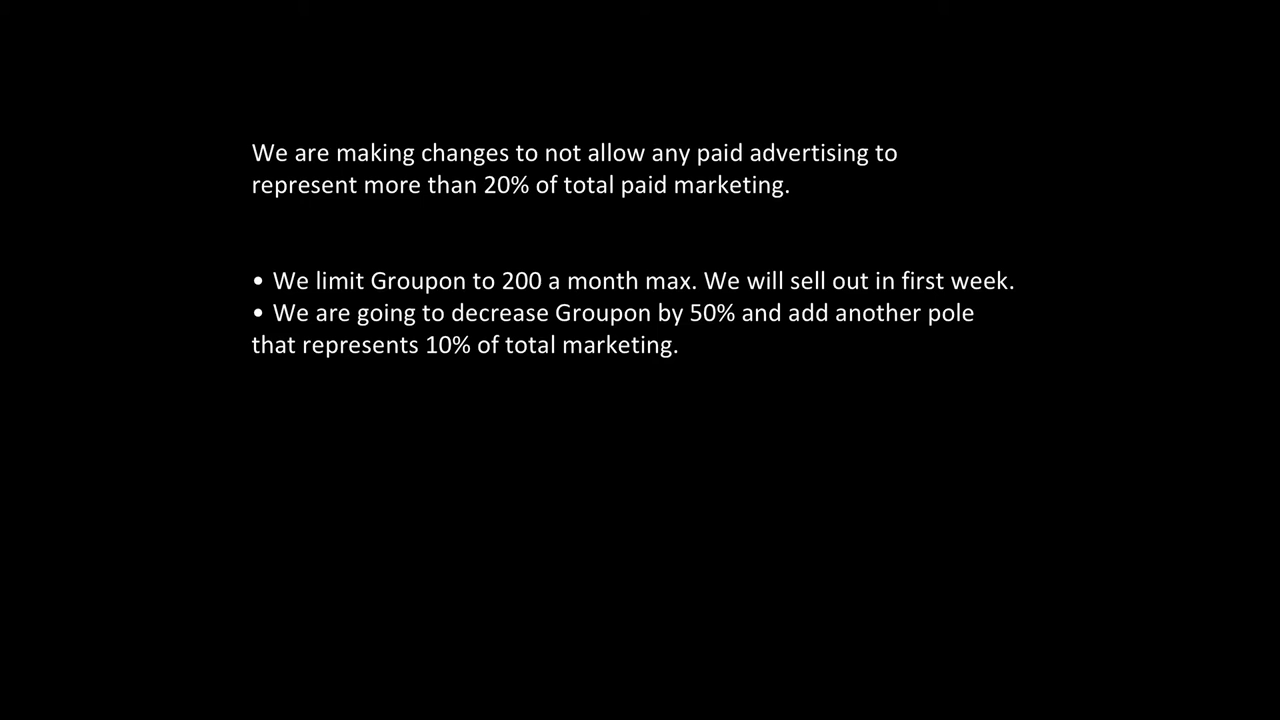 We are making changes to not allow any paid advertising to
represent more than 20% of total paid marketing.
• We limit Groupon to 200 a month max. We will sell out in first week.
• We are going to decrease Groupon by 50% and add another pole
that represents 10% of total marketing.